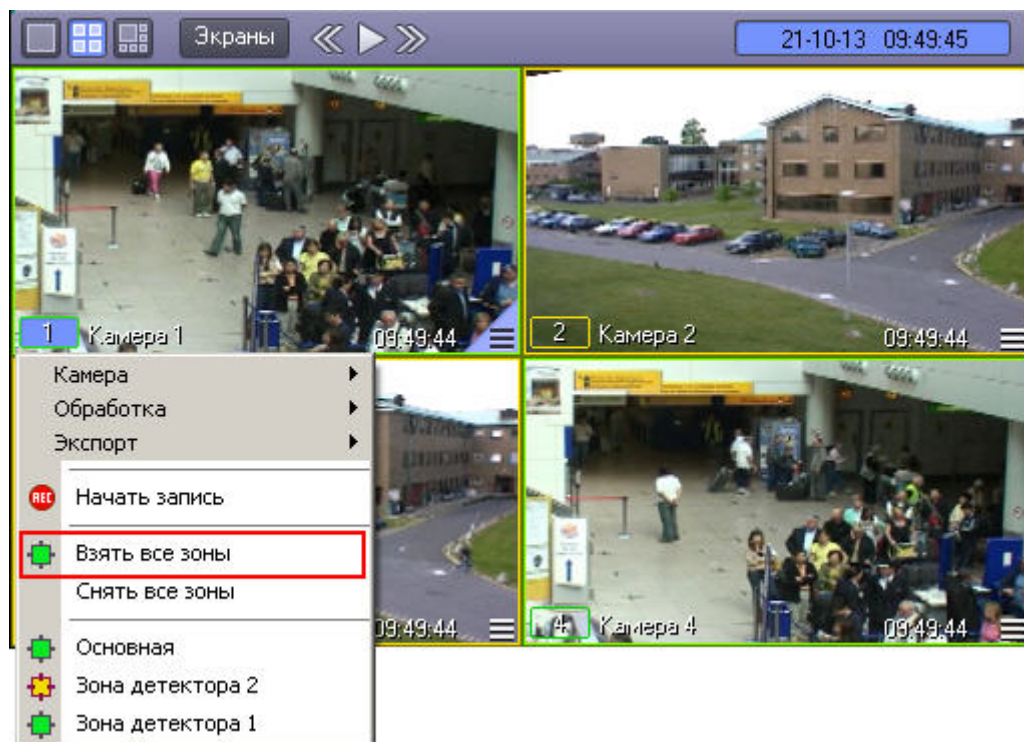 Экраны
21-10-13 09:49:45
1 Камера 1 09:49:44
2 Камера 2 09:49:44
Камера
Обработка
Экспорт
REC Начать запись
Взять все зоны
Снять все зоны
09:49:44
4 Камера 4 09:49:44
Основная
Зона детектора 2
Зона детектора 1